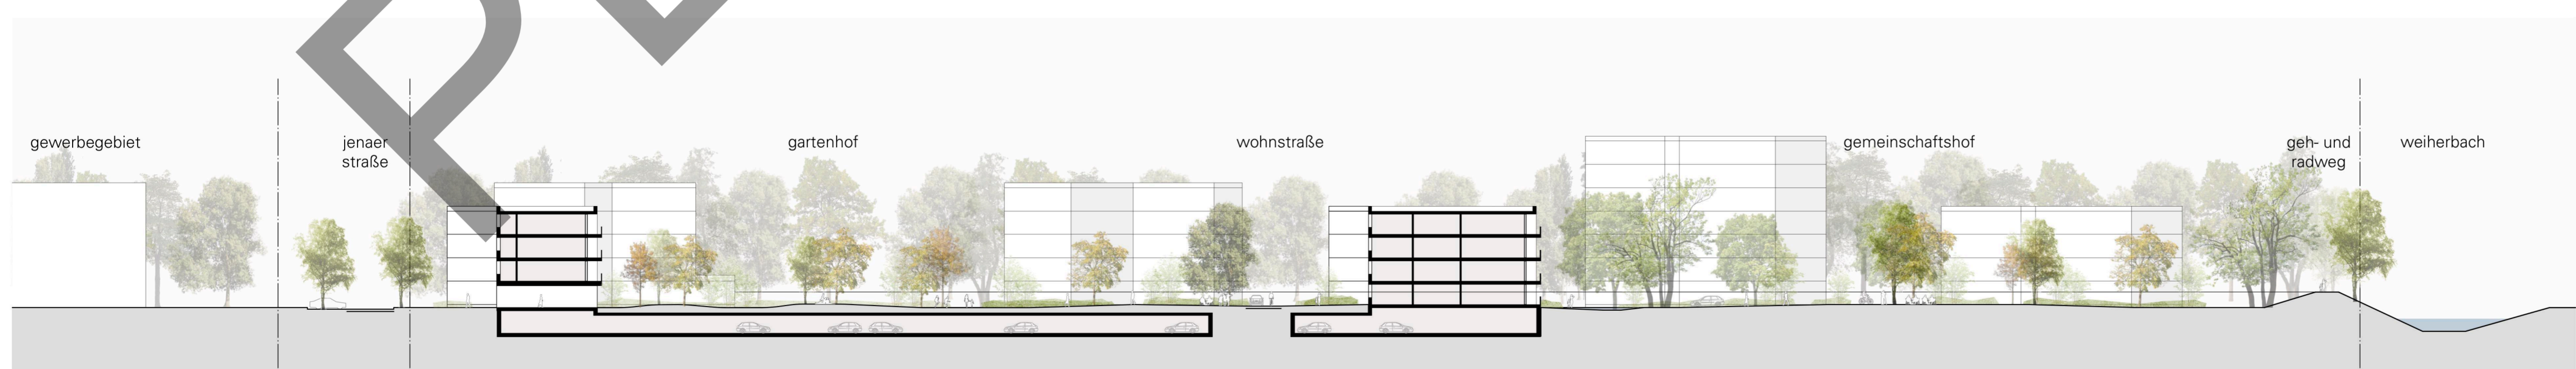 gewerbegebiet
jenaer
straße
gartenhof
wohnstraße
gemeinschaftshof
geh- und
radweg
weiherbach